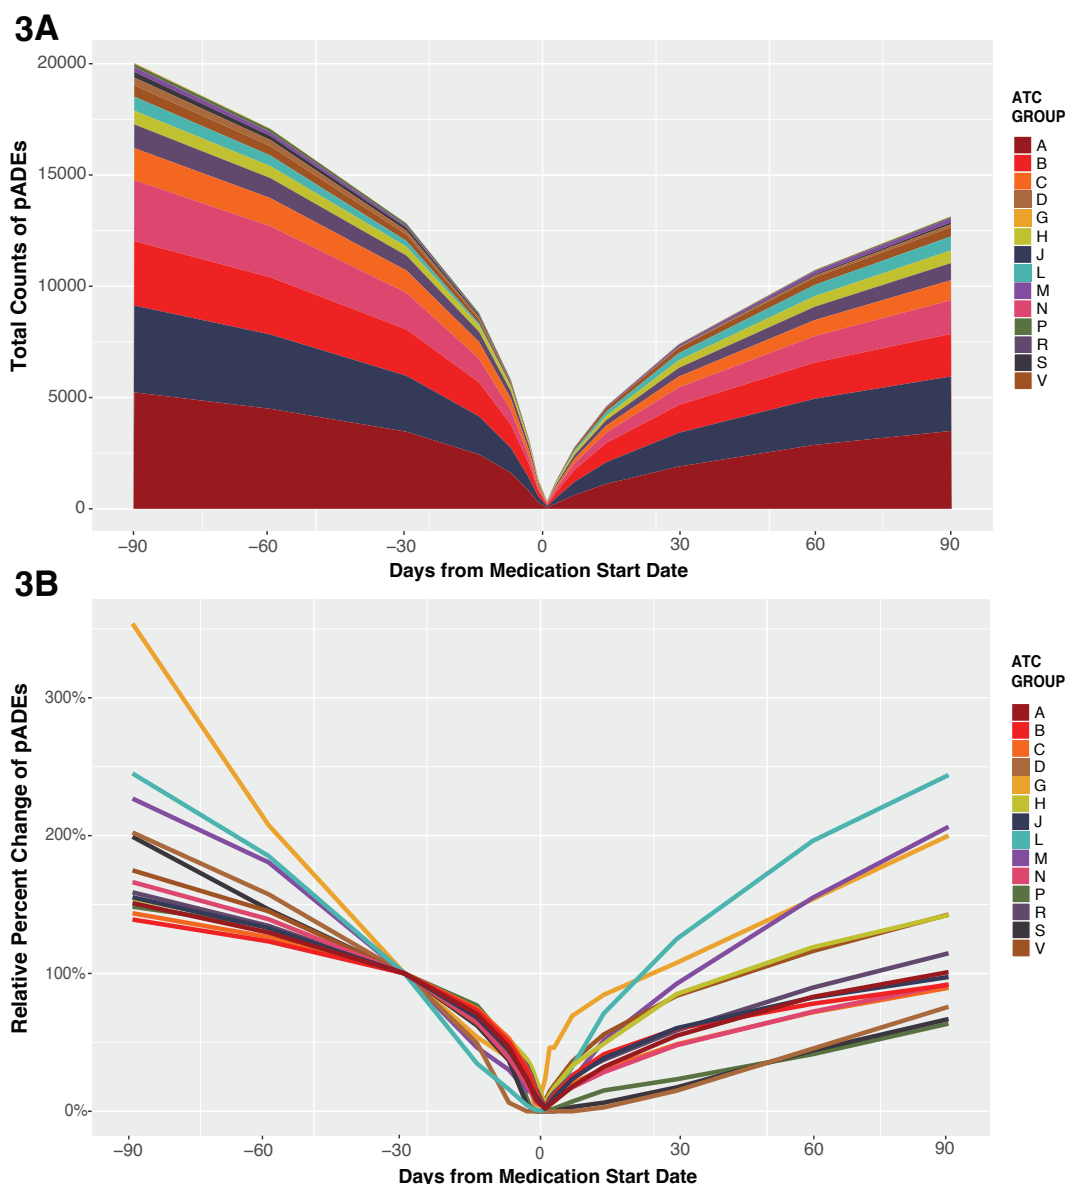 3A
Total Counts of pADEs
20000
15000
10000
5000
0
−90
−60
−30
0
30
60
90
Days from Medication Start Date
ATC
GROUP
A
B
C
D
G
H
J
L
M
N
P
R
S
V
3B
Relative Percent Change of pADEs
300%
200%
100%
0%
−90
−60
−30
0
30
60
90
Days from Medication Start Date
ATC
GROUP
A
B
C
D
G
H
J
L
M
N
P
R
S
V